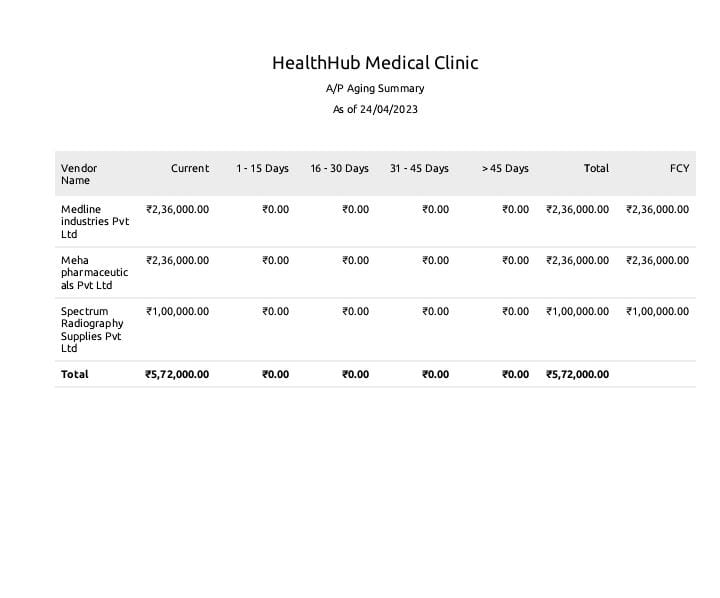 HealthHub Medical Clinic
A/P Aging Summary
As of 24/04/2023
Vendor Name Current 1 - 15 Days 16 - 30 Days 31 - 45 Days > 45 Days Total FCY
Medline ₹2,36,000.00 ₹0.00 ₹0.00 ₹0.00 ₹0.00 ₹2,36,000.00 ₹2,36,000.00
industries Pvt
Ltd
Meha ₹2,36,000.00 ₹0.00 ₹0.00 ₹0.00 ₹0.00 ₹2,36,000.00 ₹2,36,000.00
pharmaceutic
als Pvt Ltd
Spectrum ₹1,00,000.00 ₹0.00 ₹0.00 ₹0.00 ₹0.00 ₹1,00,000.00 ₹1,00,000.00
Radiography
Supplies Pvt
Ltd
Total ₹5,72,000.00 ₹0.00 ₹0.00 ₹0.00 ₹0.00 ₹5,72,000.00